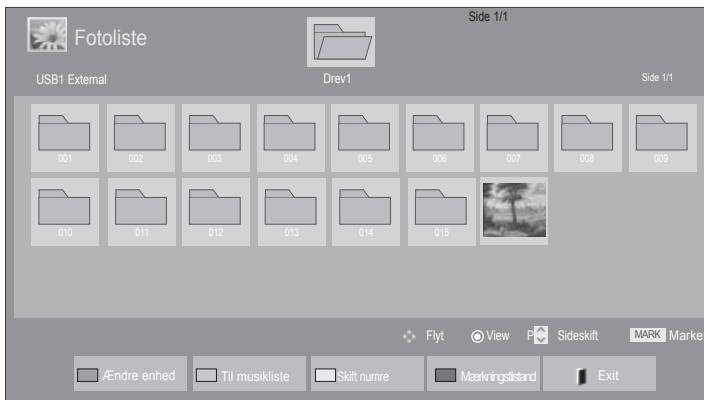 Side 1/1
Fotoliste
USB1 External
Drev1
Side 1/1
001 002 003 004 005 006 007 008 009
010 011 012 013 014 015
Flyt View P Sideskift MARK Marke
Ændre enhed Til musikliste Skift numre Mærkningstilstand Exit